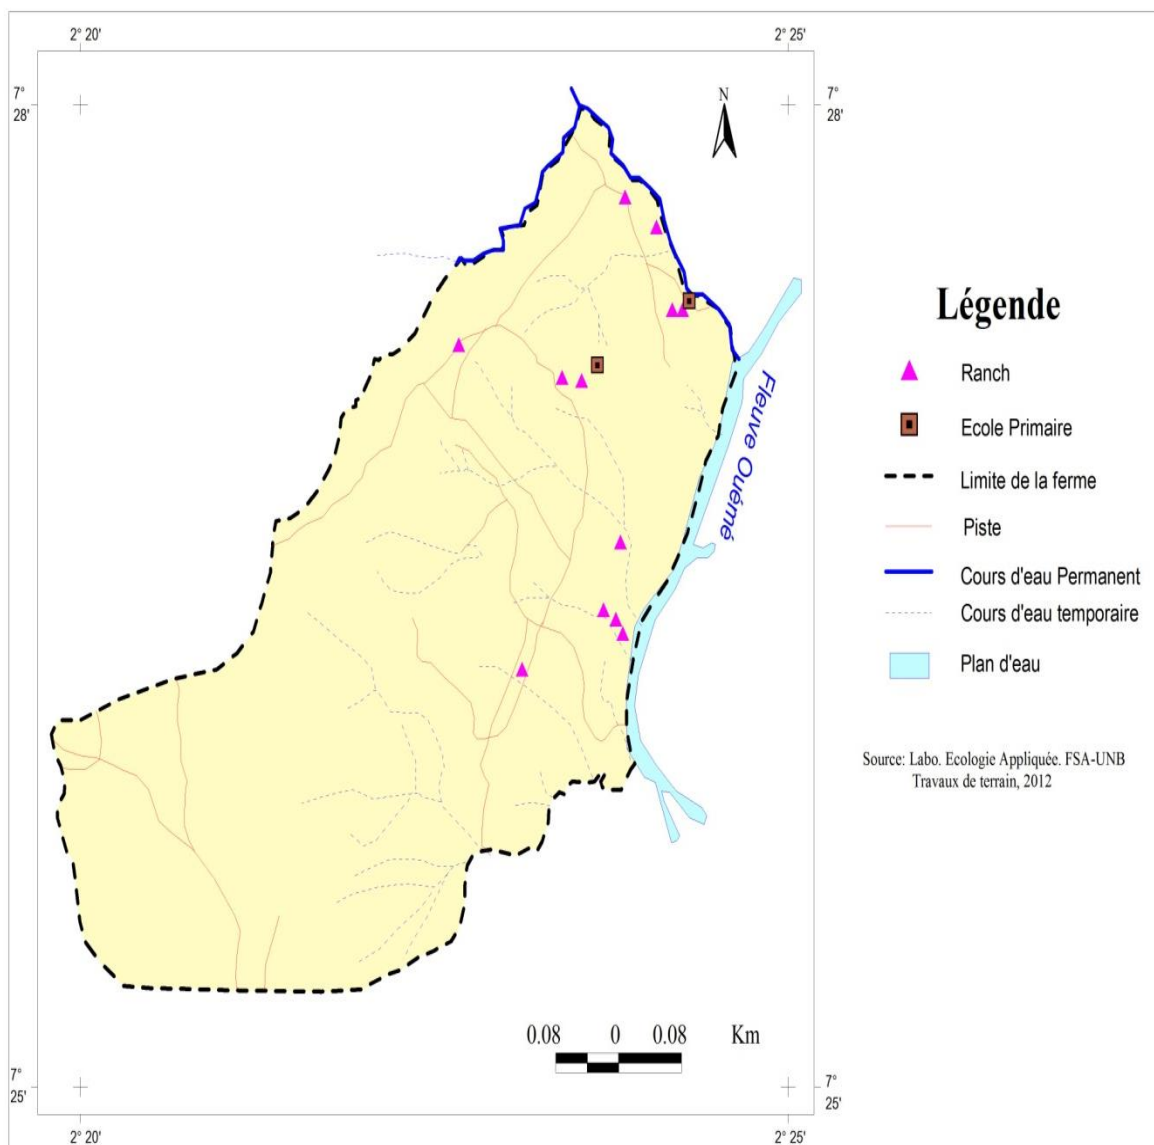 2° 20'
2° 25'
7°
28'
7°
28'
N
Fleuve Ouémé
0.08 0 0.08 Km
7°
25'
7°
25'
2° 20'
2° 25'
Légende
Ranch
Ecole Primaire
Limite de la ferme
Piste
Cours d'eau Permanent
Cours d'eau temporaire
Plan d'eau
Source: Labo. Ecologie Appliquée. FSA-UNB
Travaux de terrain, 2012